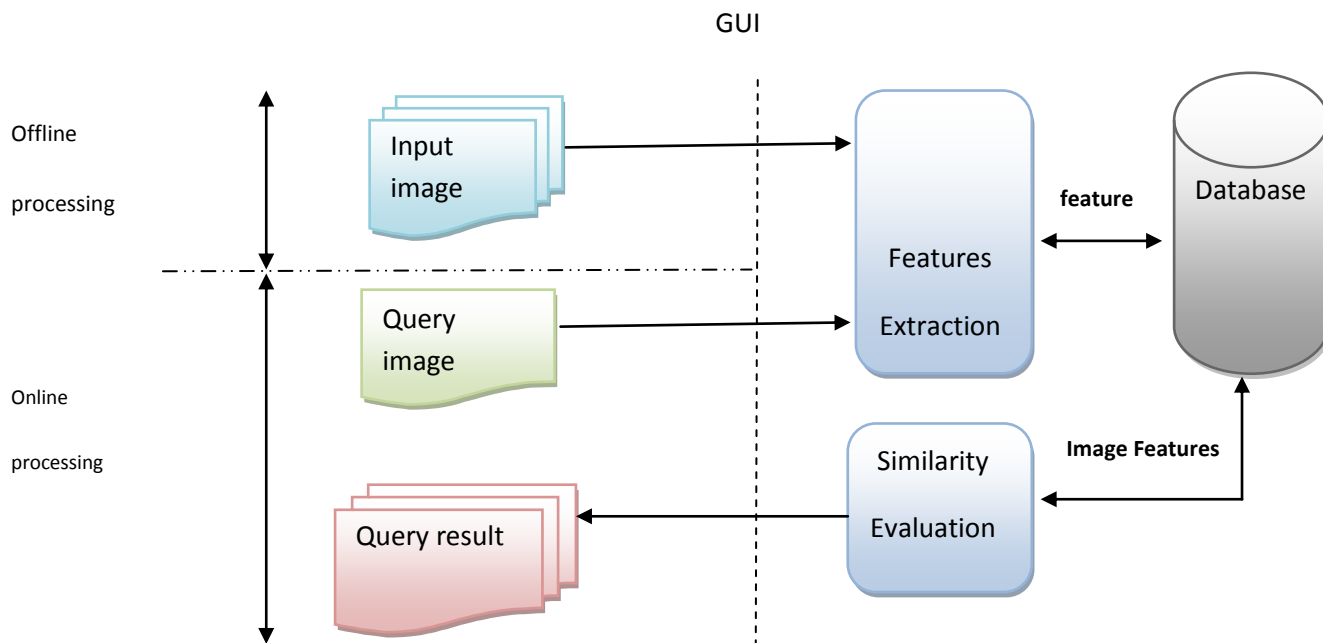 GUI
Offline
processing
Input
image
feature
Database
Features
Extraction
Query
image
Online
processing
Similarity
Evaluation
Image Features
Query result